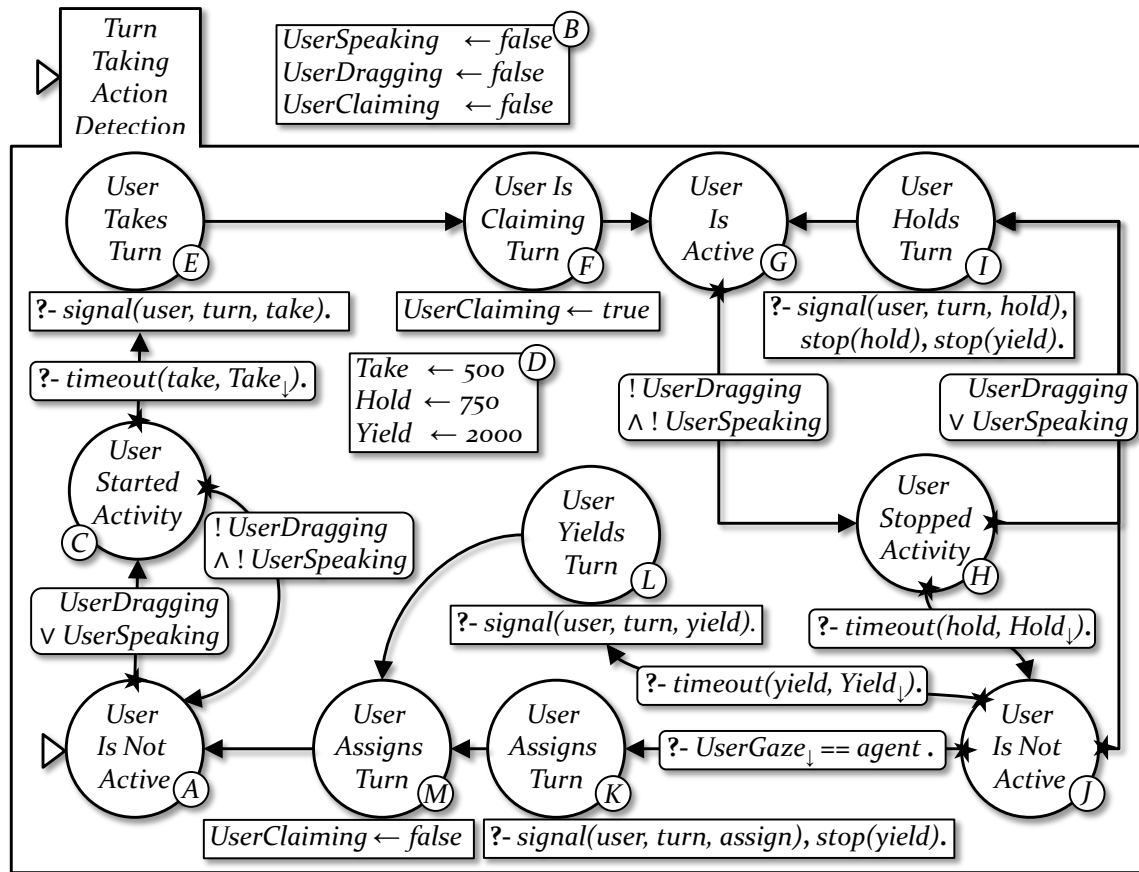 Turn
Taking
Action
Detection
UserSpeaking ← false
UserDragging ← false
UserClaiming ← false
B
User
Takes
Turn
E
?- signal(user, turn, take).
User Is
Claiming
Turn
F
UserClaiming ← true
User
Is
Active
G
User
Holds
Turn
I
?- signal(user, turn, hold),
stop(hold), stop(yield).
?- timeout(take, Take↓).
Take ← 500
Hold ← 750
Yield ← 2000
D
! UserDragging
∧ ! UserSpeaking
UserDragging
∨ UserSpeaking
User
Started
Activity
C
! UserDragging
∧ ! UserSpeaking
User
Yields
Turn
L
?- signal(user, turn, yield).
User
Stopped
Activity
H
UserDragging
∨ UserSpeaking
?- timeout(hold, Hold↓).
?- timeout(yield, Yield↓).
User
Is Not
Active
A
User
Assigns
Turn
M
UserClaiming ← false
User
Assigns
Turn
K
?- signal(user, turn, assign), stop(yield).
?- UserGaze↓ == agent .
User
Is Not
Active
J